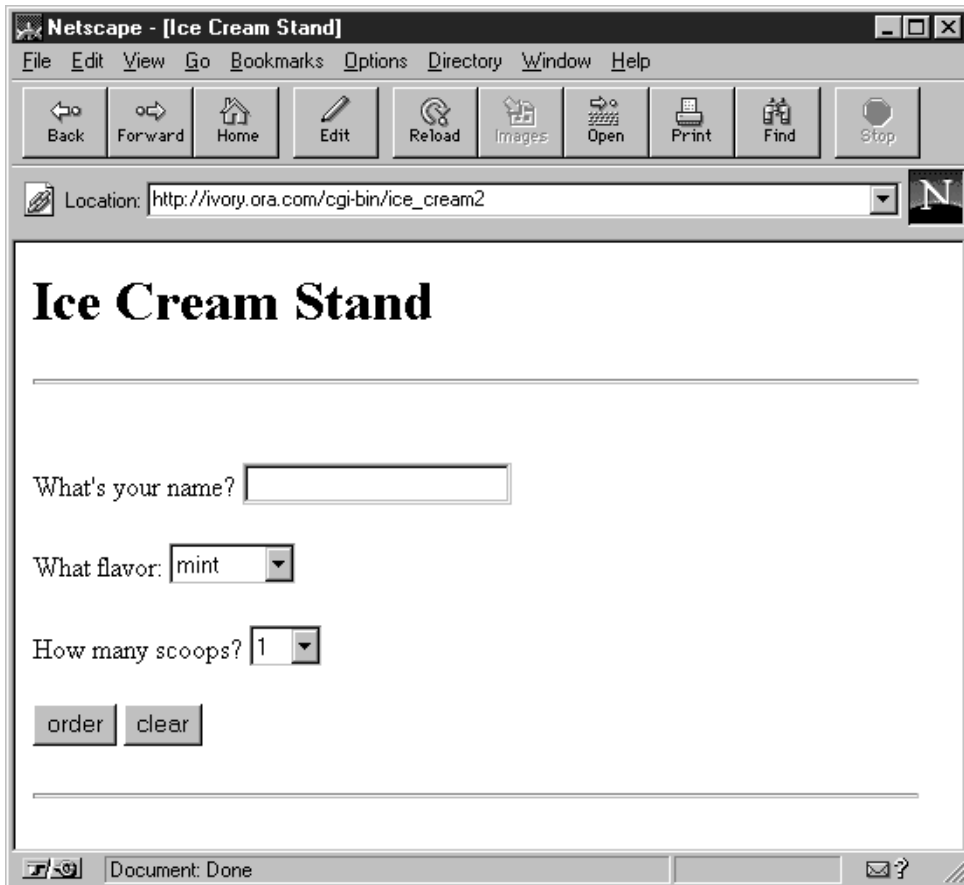 Netscape - [Ice Cream Stand]
File Edit View Go Bookmarks Options Directory Window Help
Back Forward Home Edit Reload Images Open Print Find Stop
Location: http://ivory.ora.com/cgi-bin/ice_cream2 N
Ice Cream Stand
What's your name?
What flavor: mint
How many scoops? 1
order clear
Document: Done ?